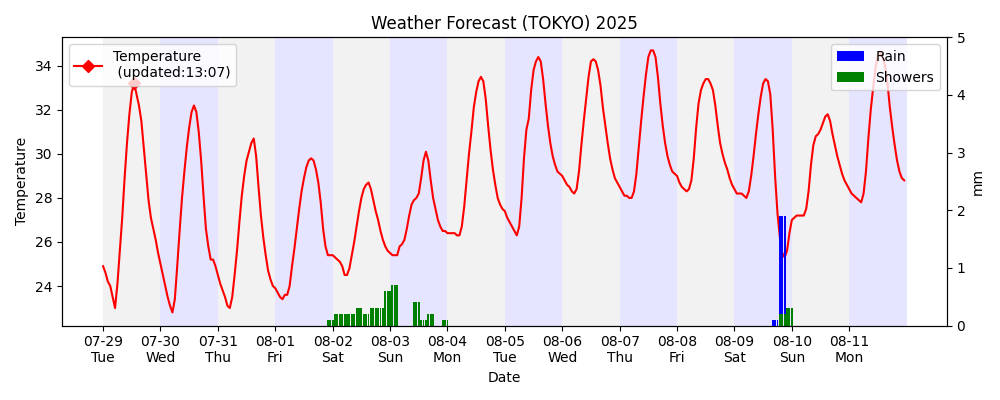 Weather Forecast (TOKYO) 2025
Temperature
(updated:13:07)
Rain
Showers
Temperature
34
32
30
28
26
24
5
4
3
2
1
0
mm
07-29 07-30 07-31 08-01 08-02 08-03 08-04 08-05 08-06 08-07 08-08 08-09 08-10 08-11
Tue Wed Thu Fri Sat Sun Mon Tue Wed Thu Fri Sat Sun Mon
Date